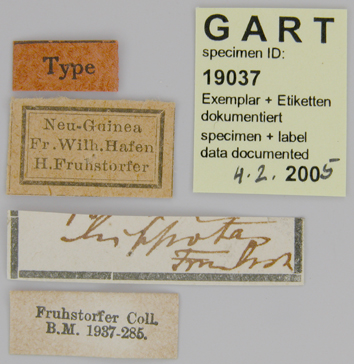 Type
Neu-Guinea
Fr. Wilh. Hafen
H. Fruhstorfer
Fruhstorfer Coll.
B.M. 1937-285.
GART
specimen ID:
19037
Exemplar + Etiketten
dokumentiert
specimen + label
data documented
4.2. 2005